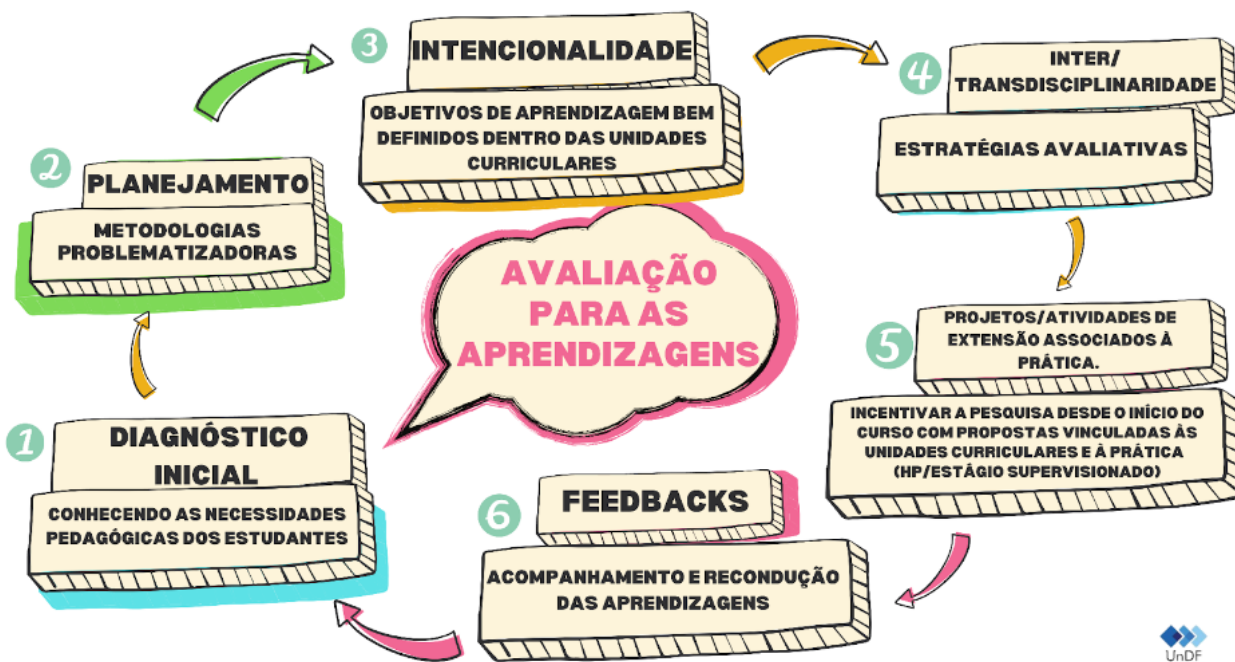 AVALIAÇÃO
PARA AS
APRENDIZAGENS
1
DIAGNÓSTICO
INICIAL
CONHECENDO AS NECESSIDADES
PEDAGÓGICAS DOS ESTUDANTES
2
PLANEJAMENTO
METODOLOGIAS
PROBLEMATIZADORAS
3
INTENCIONALIDADE
OBJETIVOS DE APRENDIZAGEM BEM
DEFINIDOS DENTRO DAS UNIDADES
CURRICULARES
4
INTER/
TRANSDISCIPLINARIDADE
ESTRATÉGIAS AVALIATIVAS
5
PROJETOS/ATIVIDADES DE
EXTENSÃO ASSOCIADOS À
PRÁTICA.
INCENTIVAR A PESQUISA DESDE O INÍCIO DO
CURSO COM PROPOSTAS VINCULADAS ÀS
UNIDADES CURRICULARES E À PRÁTICA
(HP/ESTÁGIO SUPERVISIONADO)
6
FEEDBACKS
ACOMPANHAMENTO E RECONDUÇÃO
DAS APRENDIZAGENS
UnDF